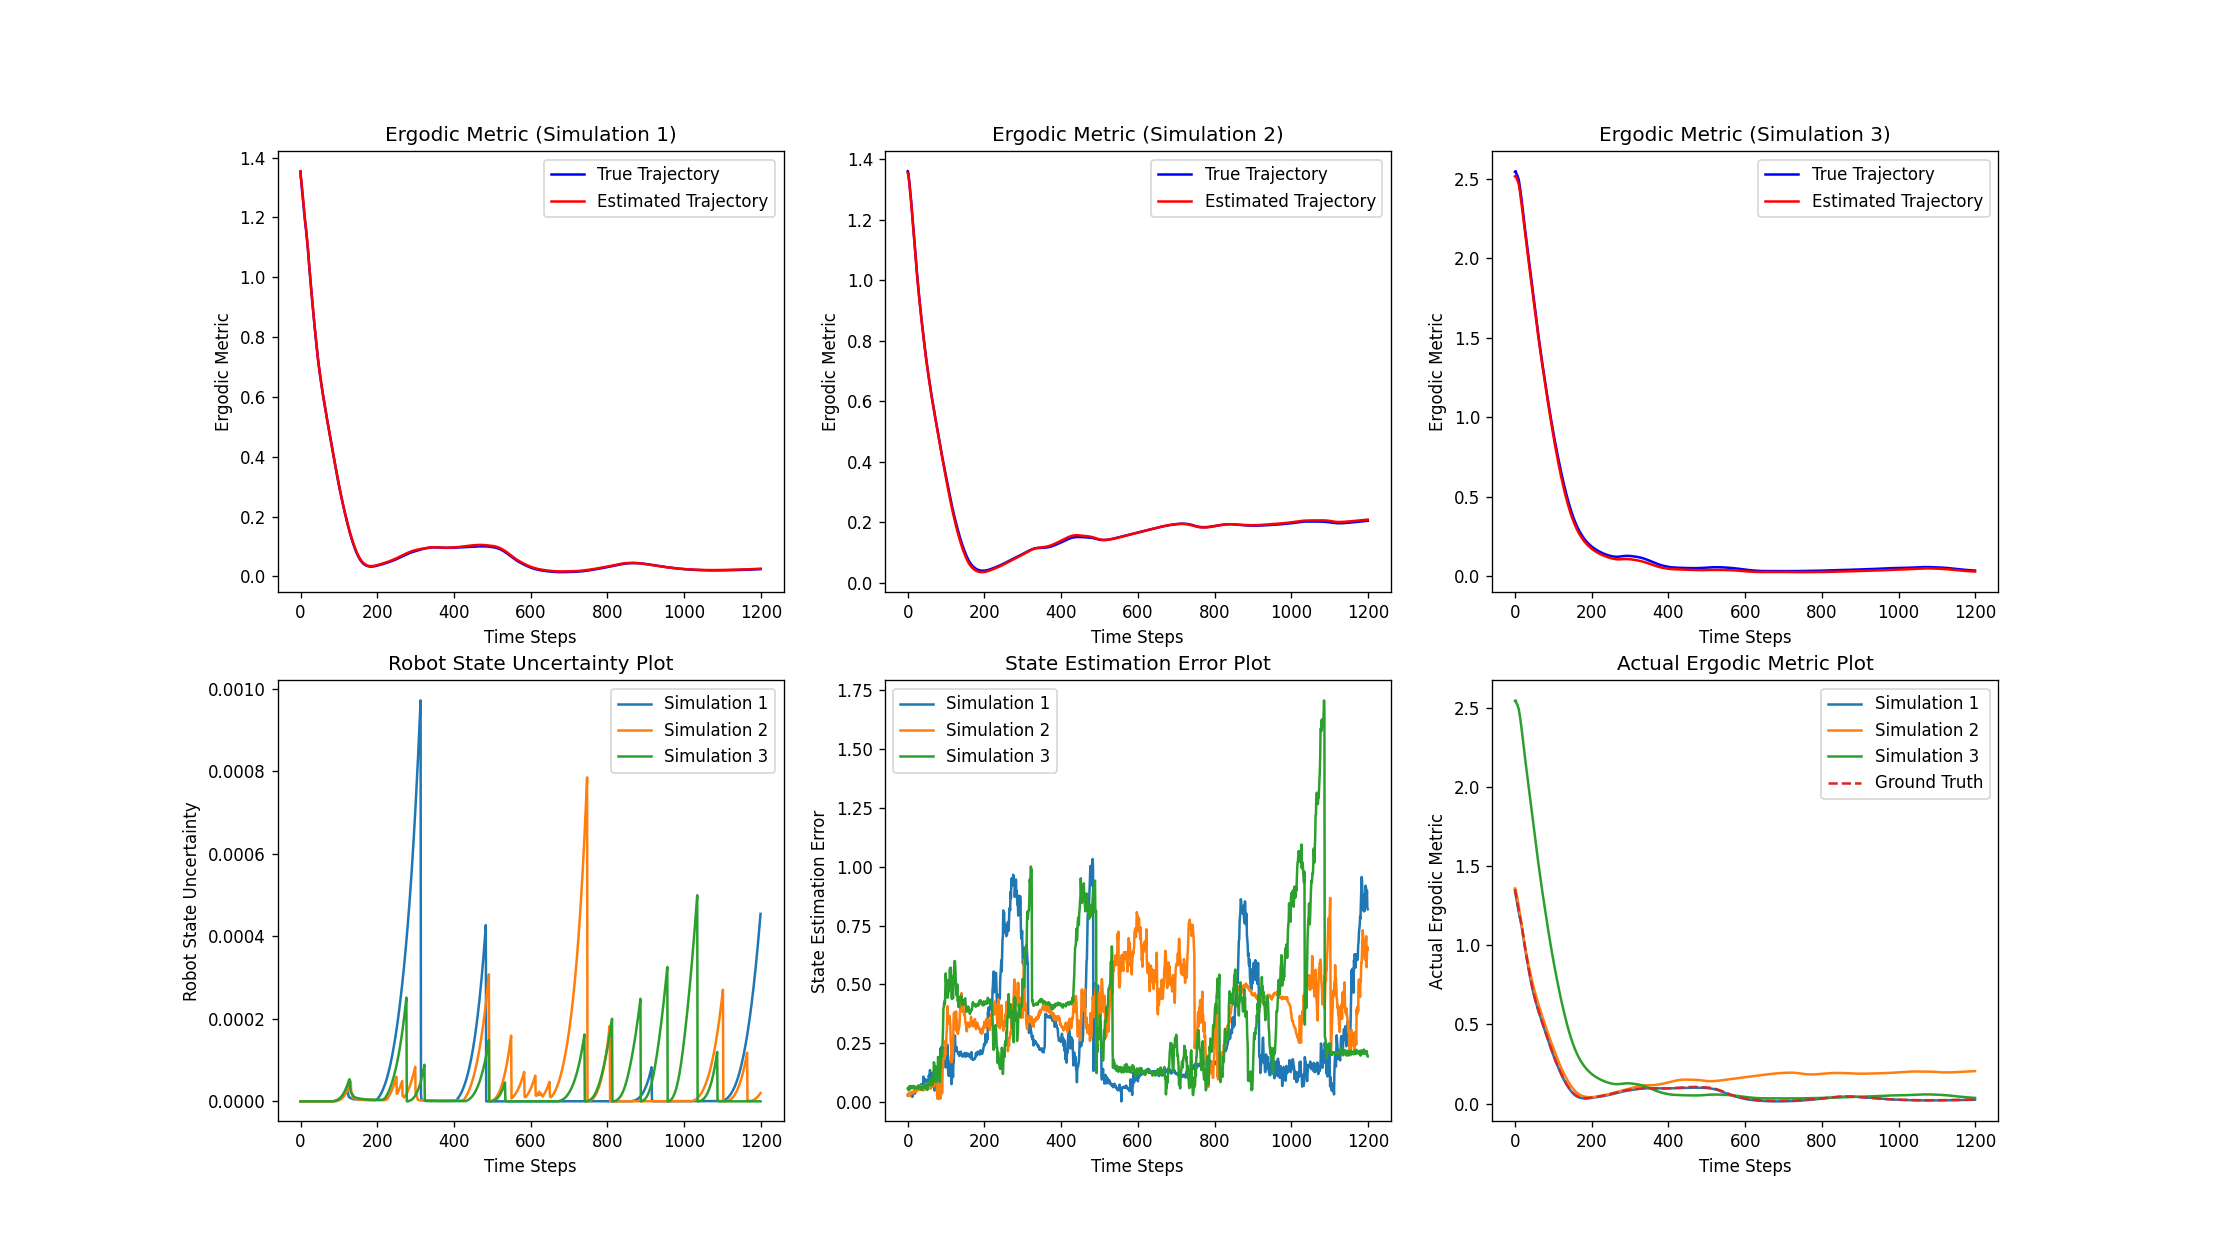 Ergodic Metric (Simulation 1)
Ergodic Metric
1.4
1.2
1.0
0.8
0.6
0.4
0.2
0.0
True Trajectory
Estimated Trajectory
0 200 400 600 800 1000 1200
Time Steps
Ergodic Metric (Simulation 2)
Ergodic Metric
1.4
1.2
1.0
0.8
0.6
0.4
0.2
0.0
True Trajectory
Estimated Trajectory
0 200 400 600 800 1000 1200
Time Steps
Ergodic Metric (Simulation 3)
Ergodic Metric
2.5
2.0
1.5
1.0
0.5
0.0
True Trajectory
Estimated Trajectory
0 200 400 600 800 1000 1200
Time Steps
Robot State Uncertainty Plot
Robot State Uncertainty
0.0010
0.0008
0.0006
0.0004
0.0002
0.0000
Simulation 1
Simulation 2
Simulation 3
0 200 400 600 800 1000 1200
Time Steps
State Estimation Error Plot
State Estimation Error
1.75
1.50
1.25
1.00
0.75
0.50
0.25
0.00
Simulation 1
Simulation 2
Simulation 3
0 200 400 600 800 1000 1200
Time Steps
Actual Ergodic Metric Plot
Actual Ergodic Metric
2.5
2.0
1.5
1.0
0.5
0.0
Simulation 1
Simulation 2
Simulation 3
Ground Truth
0 200 400 600 800 1000 1200
Time Steps